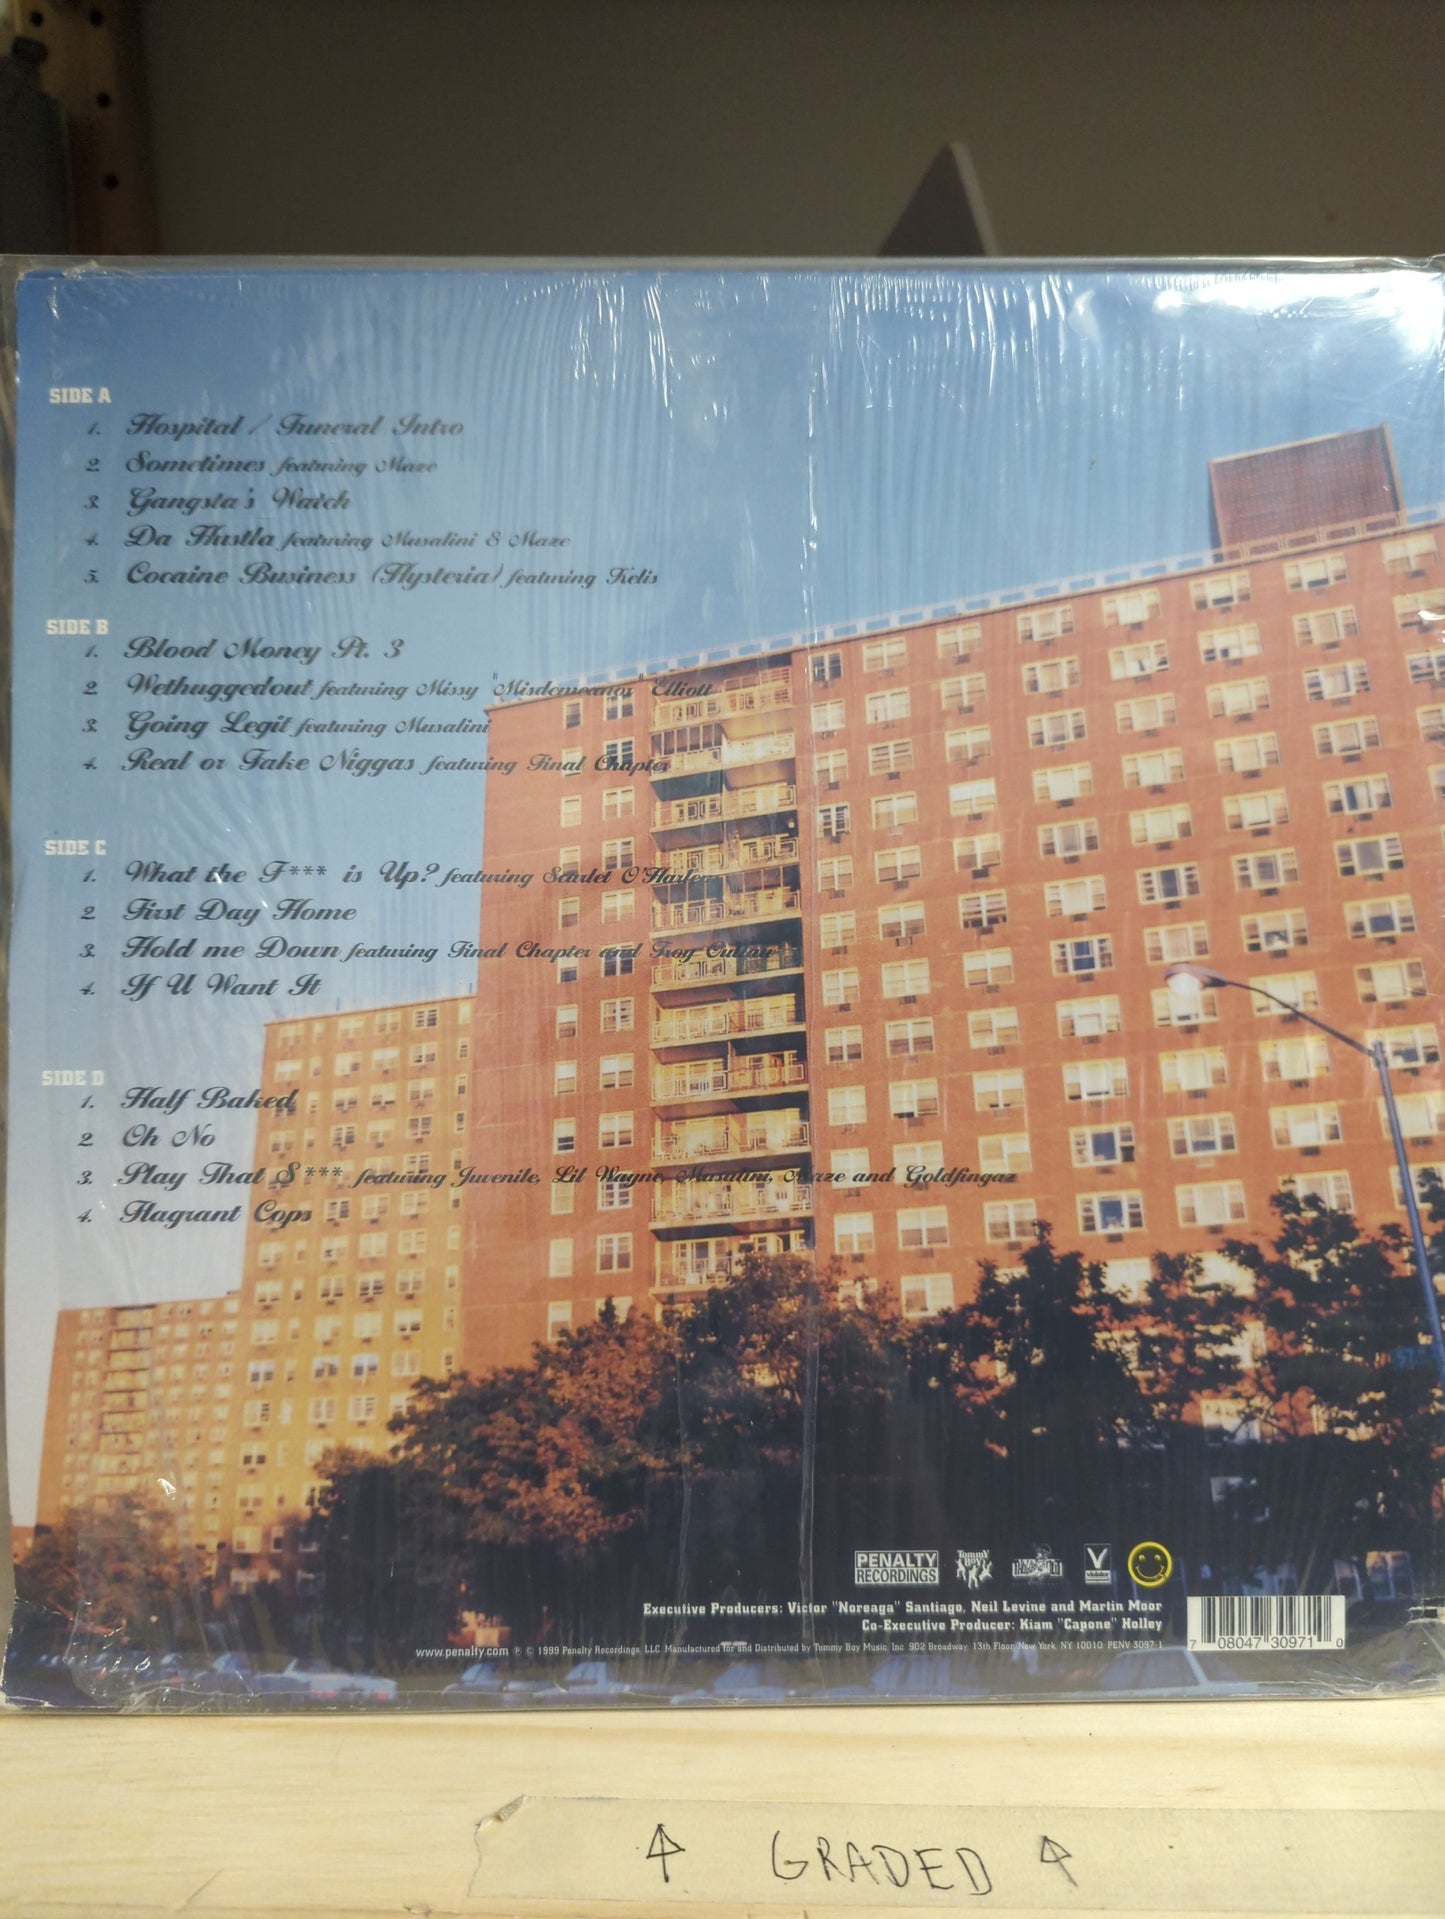 SIDE A
1. Hospital / Funeral Intro
2. Sometimes featuring Maze
3. Gangsta's Watch
4. Da Hustla featuring Musalini & Maze
5. Cocaine Business (Hysteria) featuring Kelis
SIDE B
1. Blood Money Pt. 3
2. Wethuggedout featuring Missy "Misdemeanor" Elliott
3. Going Legit featuring Musalini
4. Real or Fake Niggas featuring Final Chapter
SIDE C
1. What the F*** is Up? featuring Scarlet O'Harlem
2. First Day Home
3. Hold me Down featuring Final Chapter and Troy Outlaw
4. If U Want It
SIDE D
1. Half Baked
2. Oh No
3. Play That S*** featuring Juvenile, Lil Wayne, Musalini, Maze and Goldfingaz
4. Flagrant Cops
PENALTY
RECORDINGS
Tommy
Boy
V
violator
Executive Producers: Victor "Noreaga" Santiago, Neil Levine and Martin Moor
Co-Executive Producer: Kiam "Capone" Holley
www.penalty.com ℗ © 1999 Penalty Recordings, LLC Manufactured for and Distributed by Tommy Boy Music, Inc. 902 Broadway, 13th Floor, New York, NY 10010 PENV 3097-1
7 08047 30971 0
↑ GRADED ↑